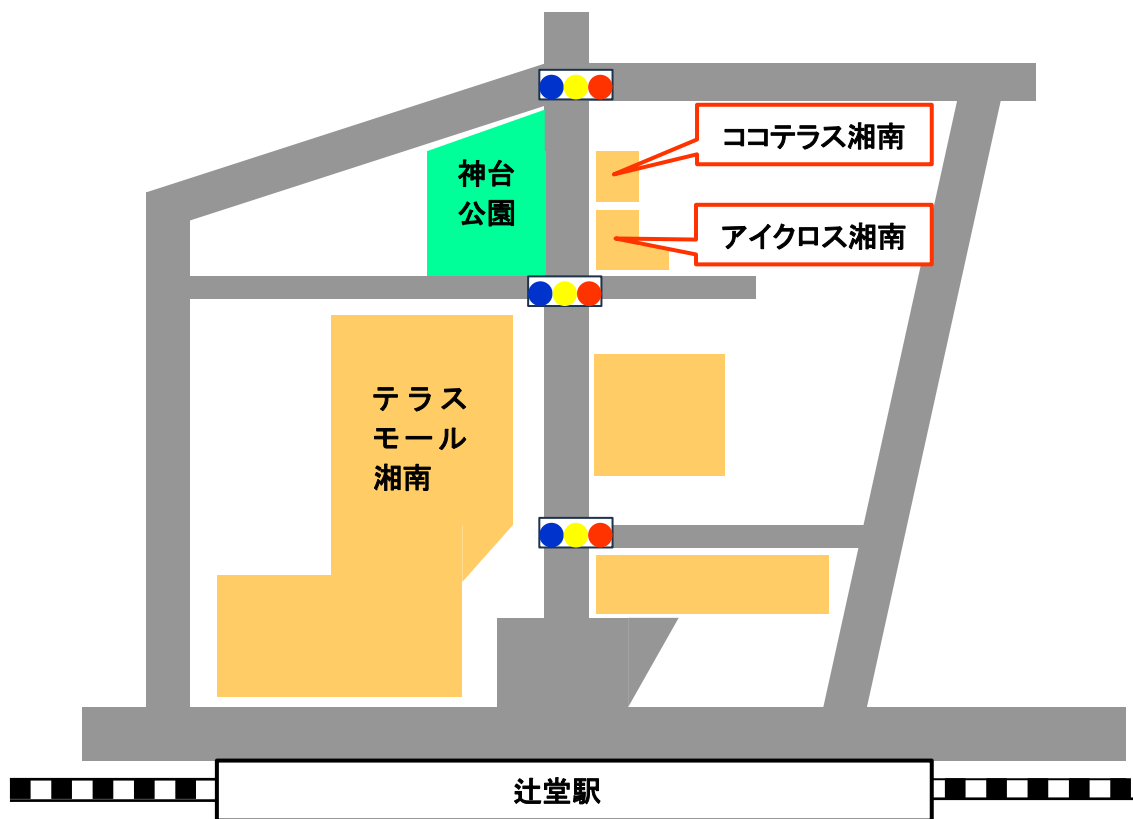 ココテラス湘南
神台
公園
アイクロス湘南
テラス
モール
湘南
辻堂駅